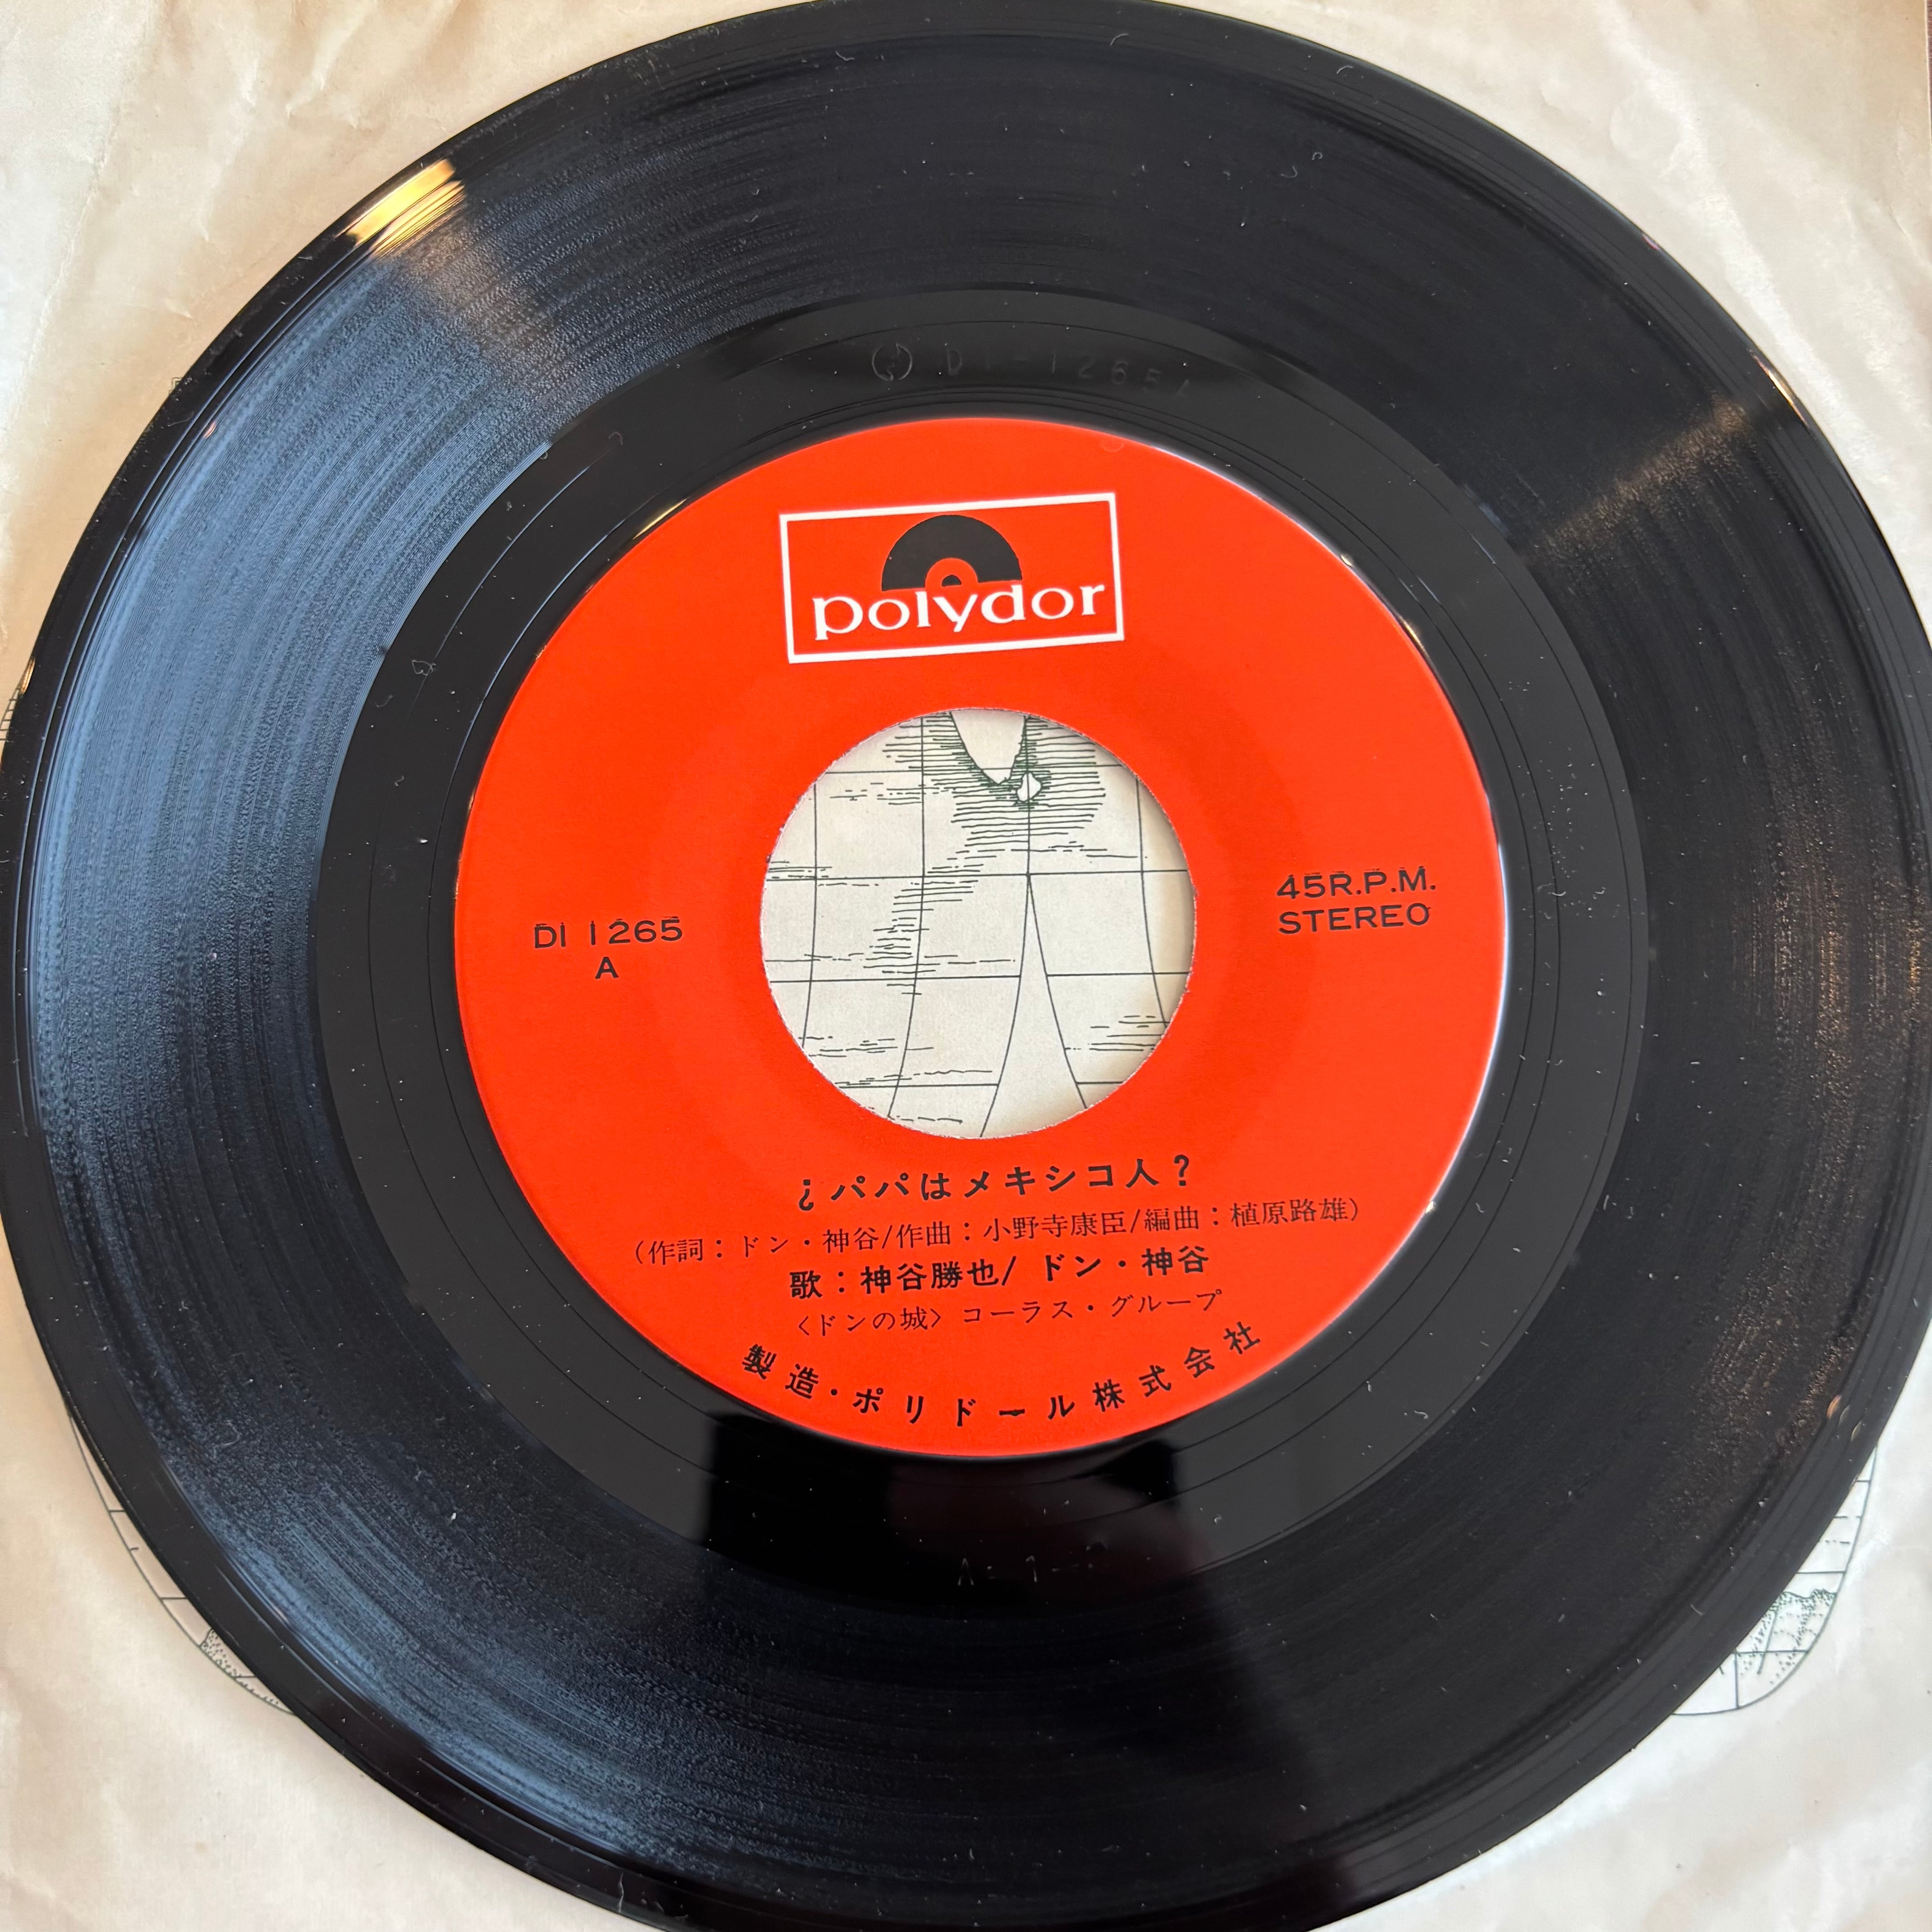 DI-1265A
polydor
45R.P.M.
STEREO
DI 1265
A
¿パパはメキシコ人?
(作詞:ドン・神谷/作曲:小野寺康臣/編曲:植原路雄)
歌:神谷勝也/ ドン・神谷
〈ドンの城〉コーラス・グループ
製造・ポリドール株式会社